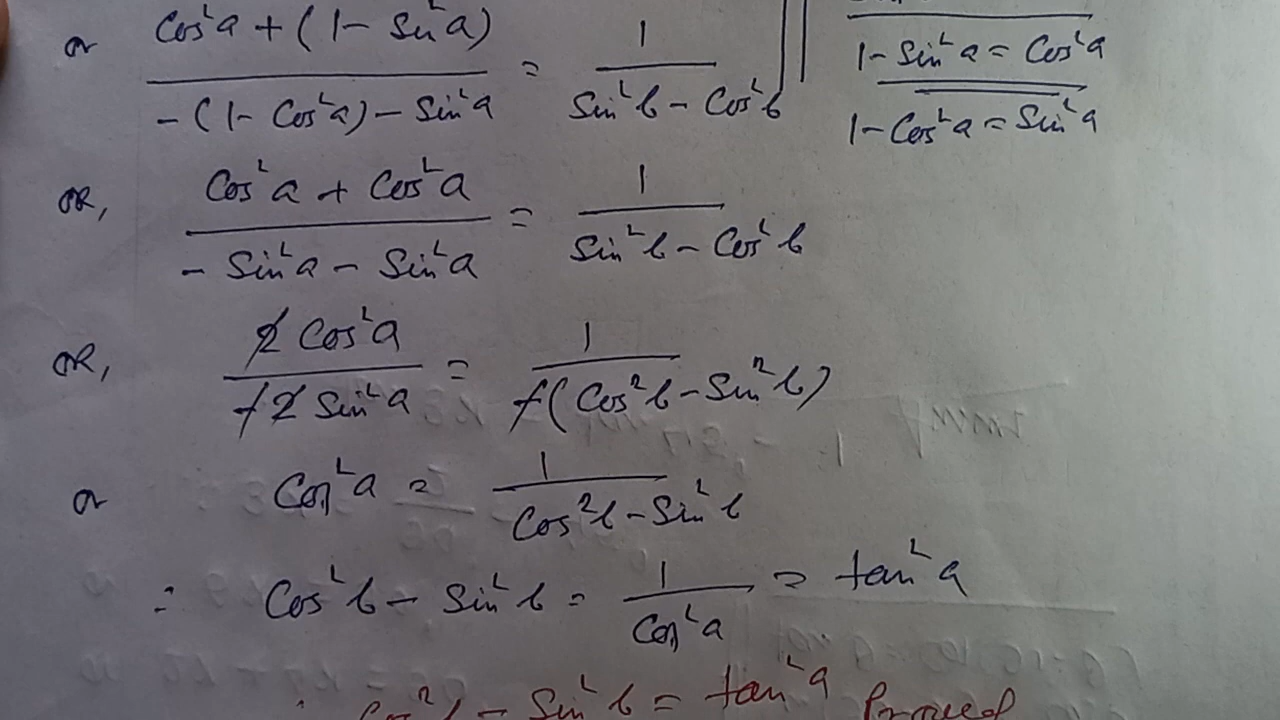 or (Cos²a + (1 - Sin²a)) / (-(1 - Cos²a) - Sin²a) = 1 / (Sin²b - Cos²b)
1 - Sin²a = Cos²a
1 - Cos²a = Sin²a
OR, (Cos²a + Cos²a) / (- Sin²a - Sin²a) = 1 / (Sin²b - Cos²b)
OR, 2 Cos²a / -2 Sin²a = 1 / -(Cos²b - Sin²b)
or Cot²a = 1 / (Cos²b - Sin²b)
∴ Cos²b - Sin²b = 1 / Cot²a = tan²a
∴ Cos²b - Sin²b = tan²a Proved